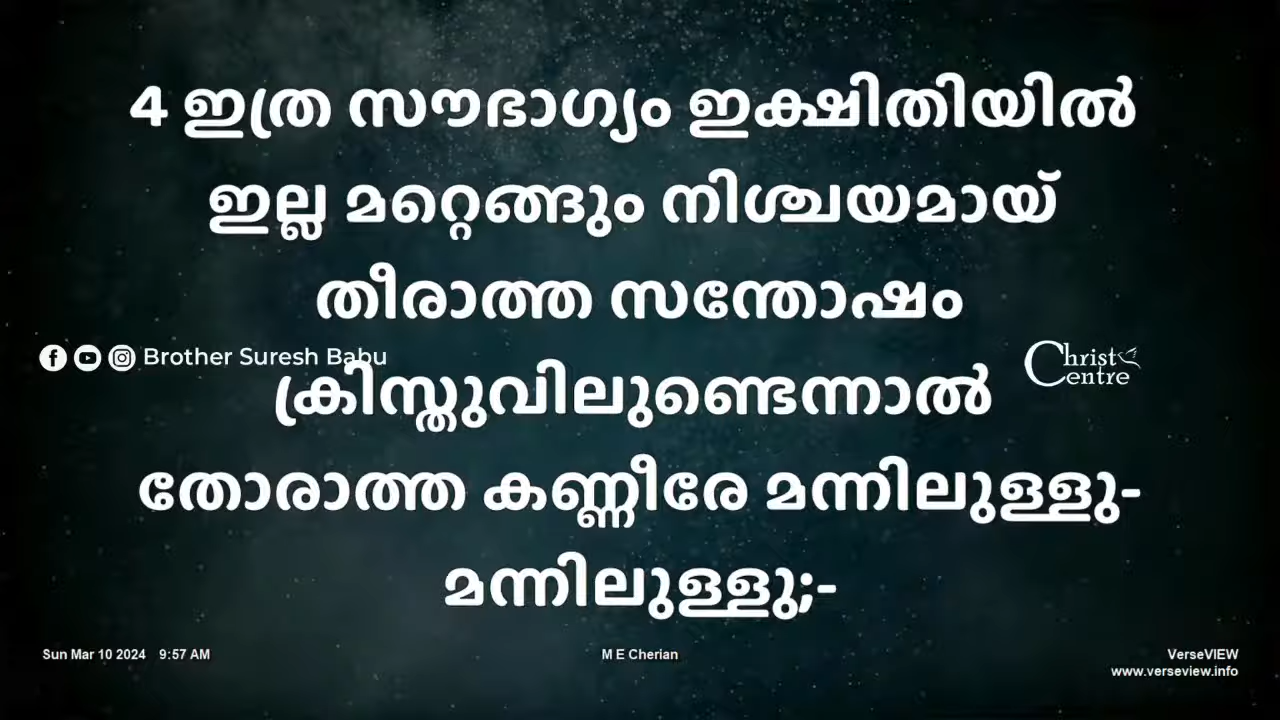 4 ഇത്ര സൗഭാഗ്യം ഇക്ഷിതിയിൽ
ഇല്ല മറ്റെങ്ങും നിശ്ചയമായ്
തീരാത്ത സന്തോഷം
Brother Suresh Babu
Christ
Centre
ക്രിസ്തുവിലുണ്ടെന്നാൽ
തോരാത്ത കണ്ണീരേ മന്നിലുള്ളു-
മന്നിലുള്ളു;-
Sun Mar 10 2024 9:57 AM
M E Cherian
VerseVIEW
www.verseview.info